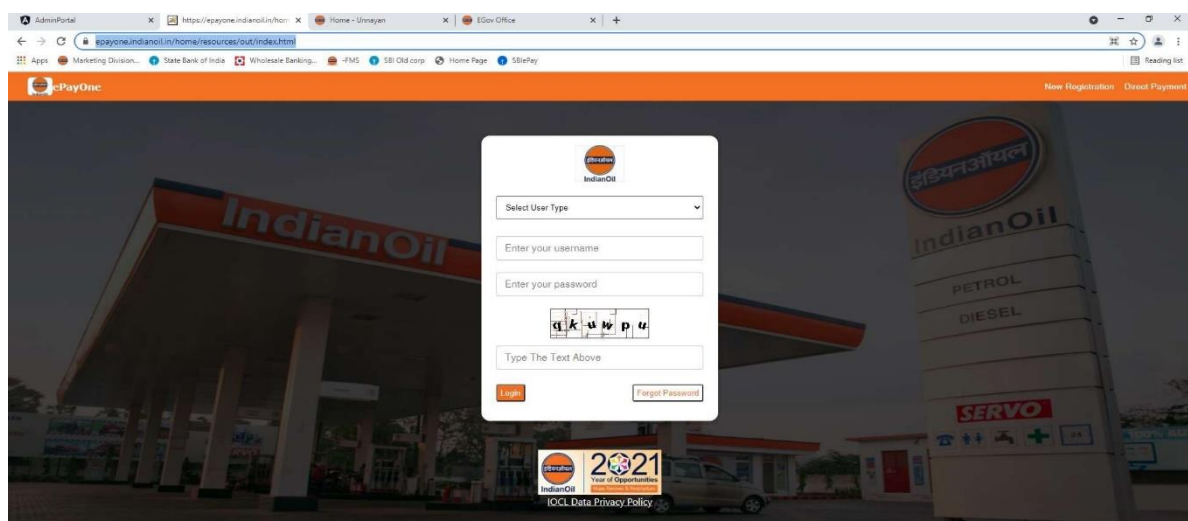 AdminPortal
https://epayone.indianoil.in/hom
Home - Unnayan
EGov Office
epayone.indianoil.in/home/resources/out/index.html
Apps
Marketing Division...
State Bank of India
Wholesale Banking...
-FMS
SBI Old corp
Home Page
SBIePay
Reading list
ePayOne
New Registration
Direct Payment
इंडियनऑयल
IndianOil
Select User Type
Enter your username
Enter your password
Type The Text Above
Login
Forgot Password
IndianOil
इंडियनऑयल
IndianOil
PETROL
DIESEL
SERVO
24
इंडियनऑयल
IndianOil
2021
Year of Opportunities
IOCL Data Privacy Policy